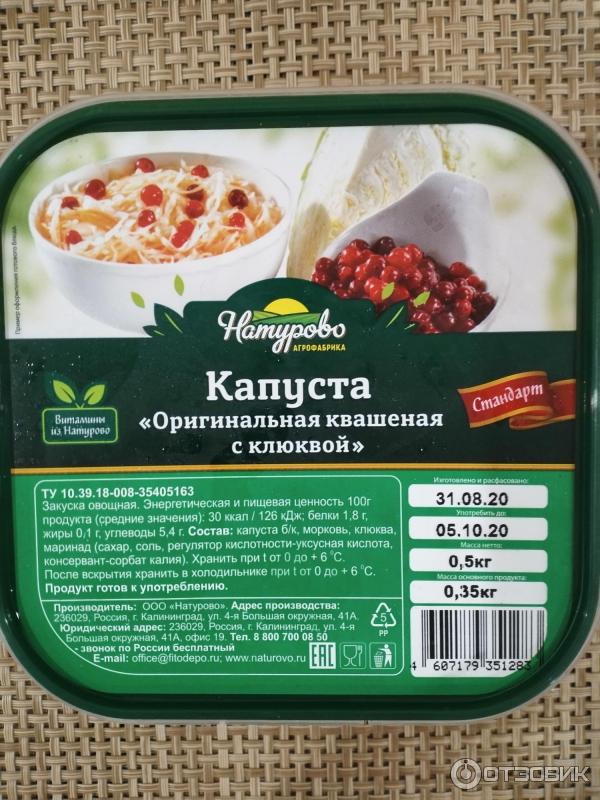 Пример оформления готового блюда.
Натурово
АГРОФАБРИКА
Капуста
«Оригинальная квашеная
с клюквой»
Витамины
из Натурово
Стандарт
ТУ 10.39.18-008-35405163
Закуска овощная. Энергетическая и пищевая ценность 100г
продукта (средние значения): 30 ккал / 126 кДж; белки 1,8 г,
жиры 0,1 г, углеводы 5,4 г. Состав: капуста б/к, морковь, клюква,
маринад (сахар, соль, регулятор кислотности-уксусная кислота,
консервант-сорбат калия). Хранить при t от 0 до + 6 °С.
После вскрытия хранить в холодильнике при t от 0 до + 6 °С.
Продукт готов к употреблению.
Изготовлено и расфасовано:
31.08.20
Употребить до:
05.10.20
Масса нетто:
0,5кг
Масса основного продукта:
0,35кг
Производитель: ООО «Натурово». Адрес производства:
236029, Россия, г. Калининград, ул. 4-я Большая окружная, 41А.
Юридический адрес: 236029, Россия, г. Калининград, ул. 4-я
Большая окружная, 41А, офис 19. Тел. 8 800 700 08 50
- звонок по России бесплатный
E-mail: office@fitodepo.ru; www.naturovo.ru
EAC
5
PP
4 607179 351283
ОТЗОВИК